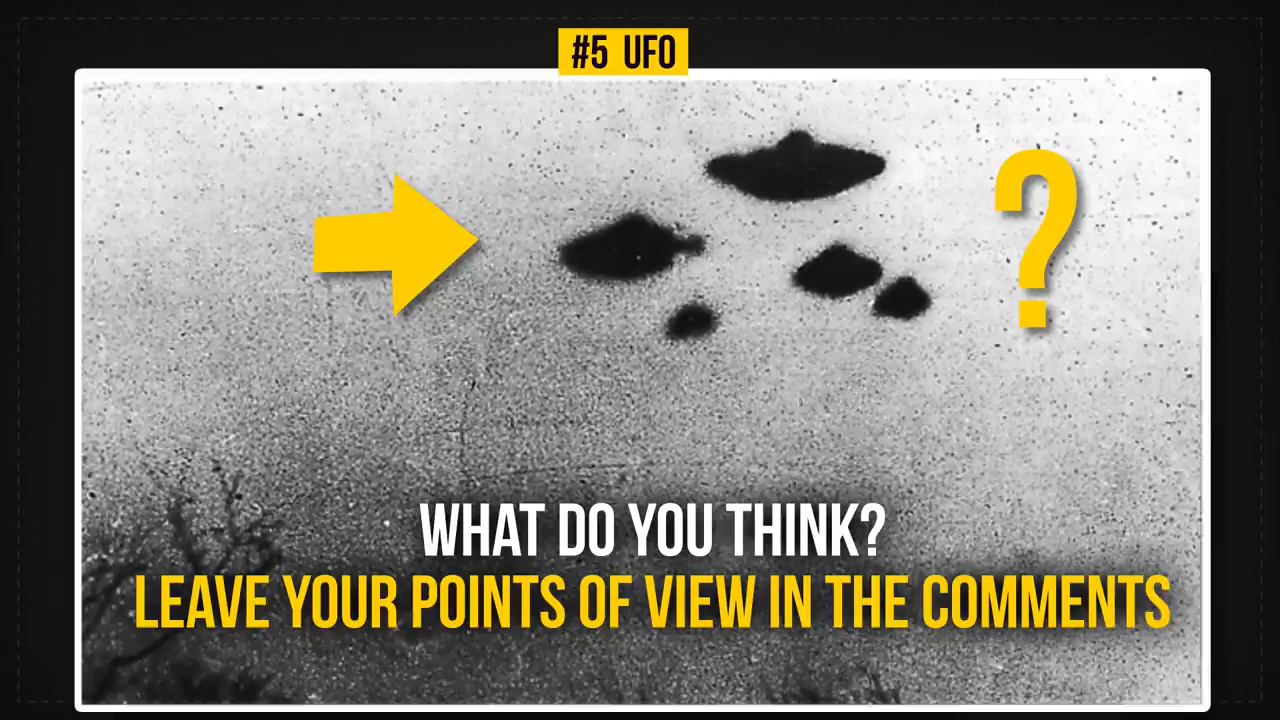 #5 UFO
?
WHAT DO YOU THINK?
LEAVE YOUR POINTS OF VIEW IN THE COMMENTS